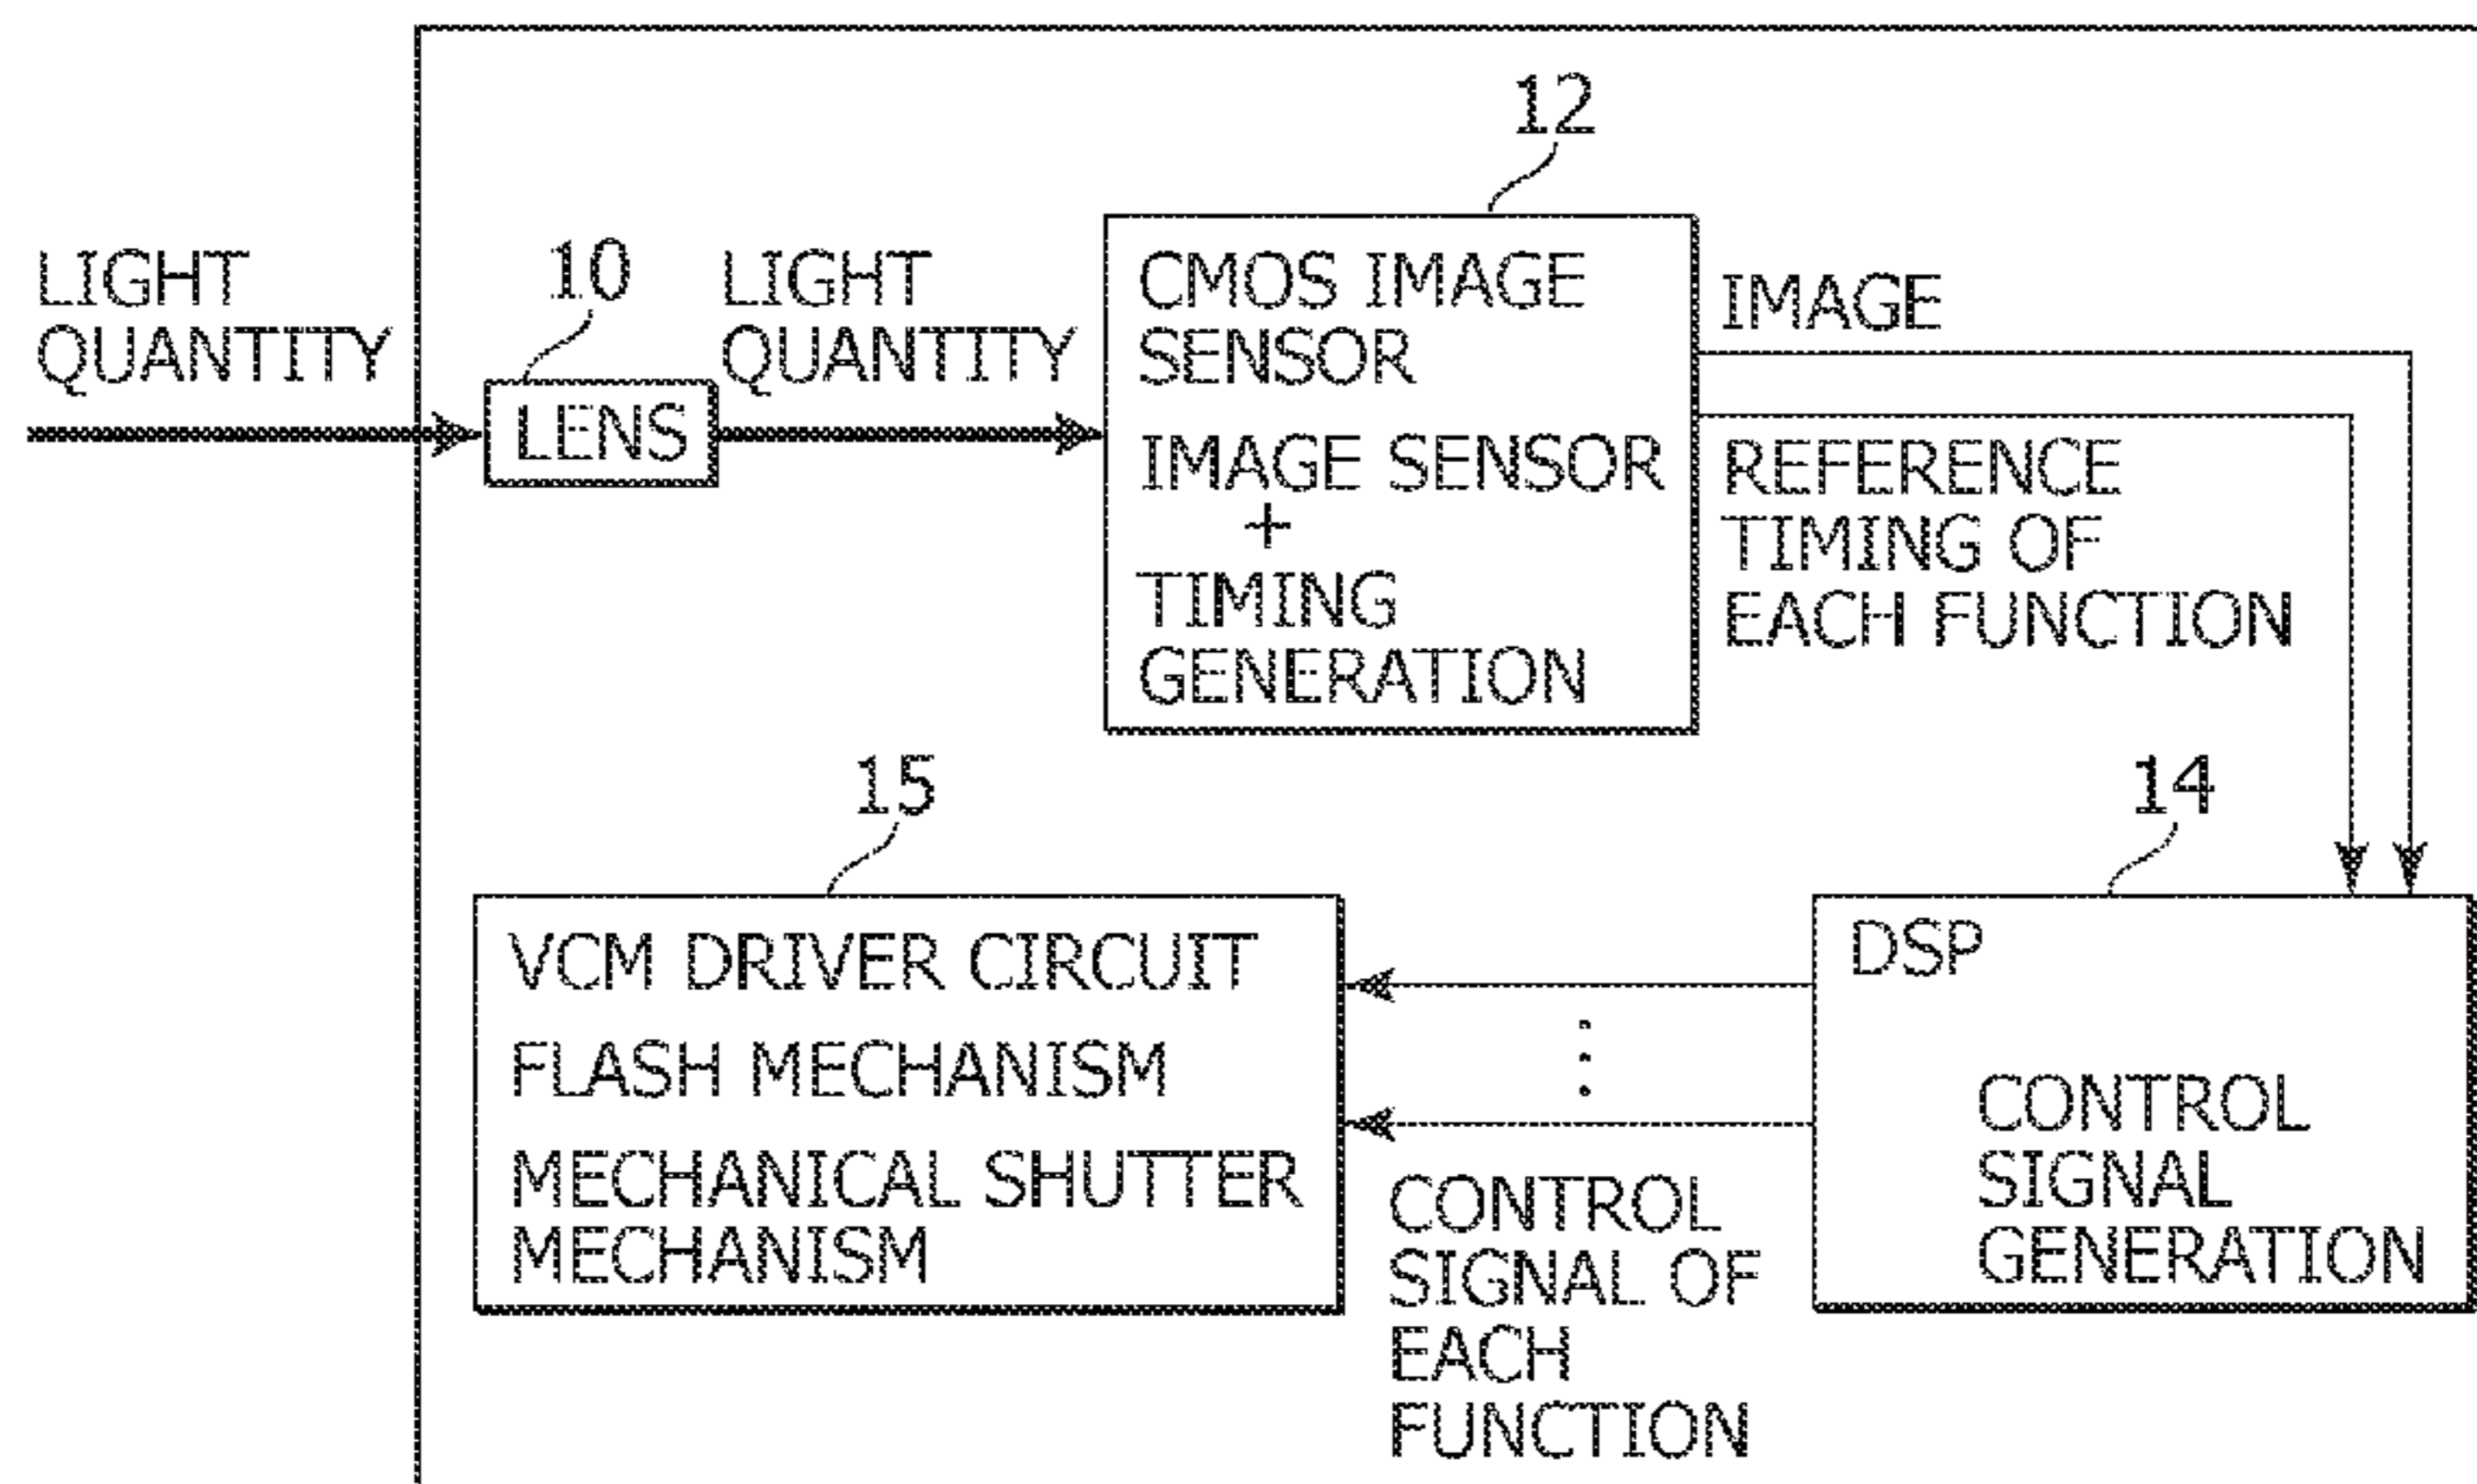 12
LIGHT
QUANTITY
10
LENS
LIGHT
QUANTITY
CMOS IMAGE
SENSOR
IMAGE SENSOR
+
TIMING
GENERATION
IMAGE
REFERENCE
TIMING OF
EACH FUNCTION
15
VCM DRIVER CIRCUIT
FLASH MECHANISM
MECHANICAL SHUTTER
MECHANISM
14
DSP
CONTROL
SIGNAL
GENERATION
CONTROL
SIGNAL OF
EACH
FUNCTION